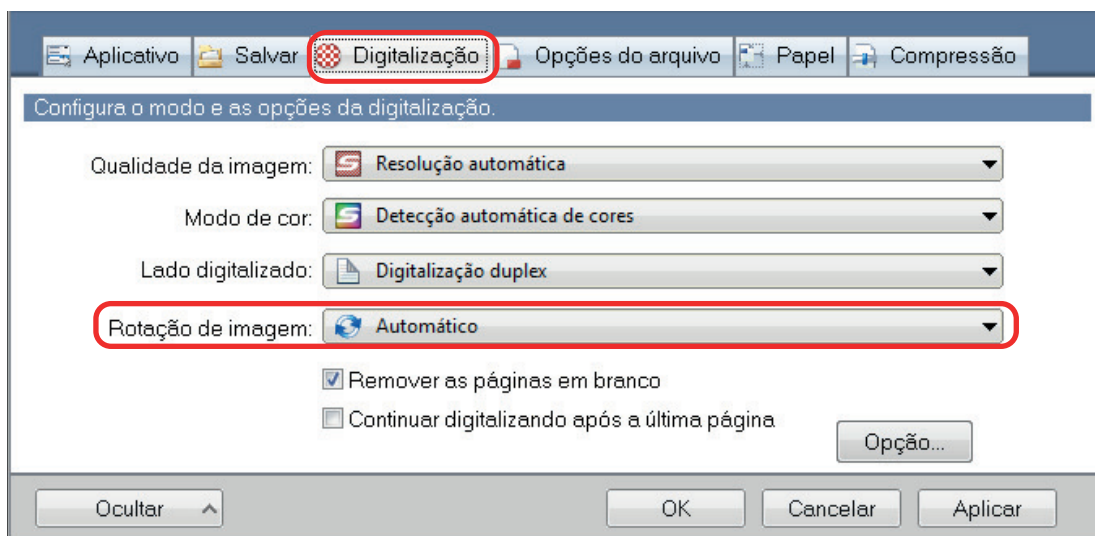 Aplicativo Salvar Digitalização Opções do arquivo Papel Compressão
Configura o modo e as opções da digitalização.
Qualidade da imagem: Resolução automática
Modo de cor: Detecção automática de cores
Lado digitalizado: Digitalização duplex
Rotação de imagem: Automático
Remover as páginas em branco
Continuar digitalizando após a última página
Opção...
Ocultar OK Cancelar Aplicar